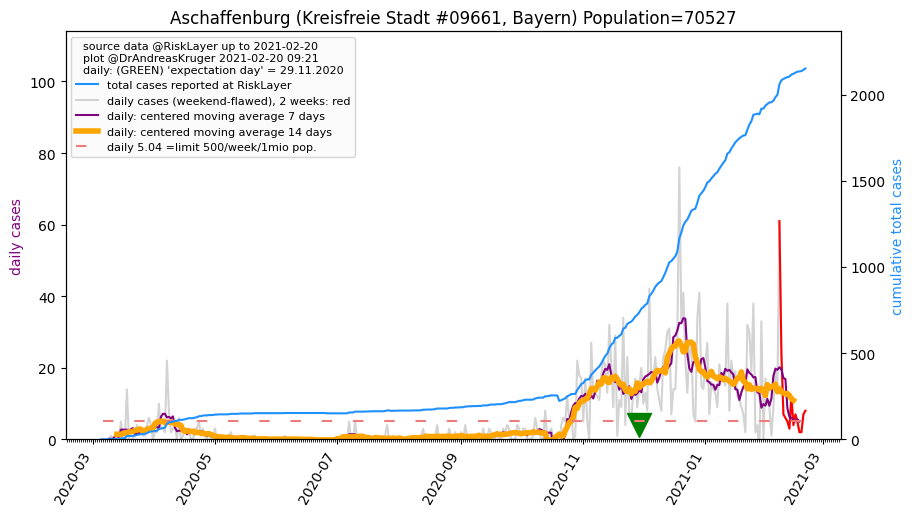 Aschaffenburg (Kreisfreie Stadt #09661, Bayern) Population=70527
source data @RiskLayer up to 2021-02-20
plot @DrAndreasKruger 2021-02-20 09:21
daily: (GREEN) 'expectation day' = 29.11.2020
total cases reported at RiskLayer
daily cases (weekend-flawed), 2 weeks: red
daily: centered moving average 7 days
daily: centered moving average 14 days
daily 5.04 =limit 500/week/1mio pop.
daily cases
100
80
60
40
20
0
cumulative total cases
2000
1500
1000
500
0
2020-03
2020-05
2020-07
2020-09
2020-11
2021-01
2021-03